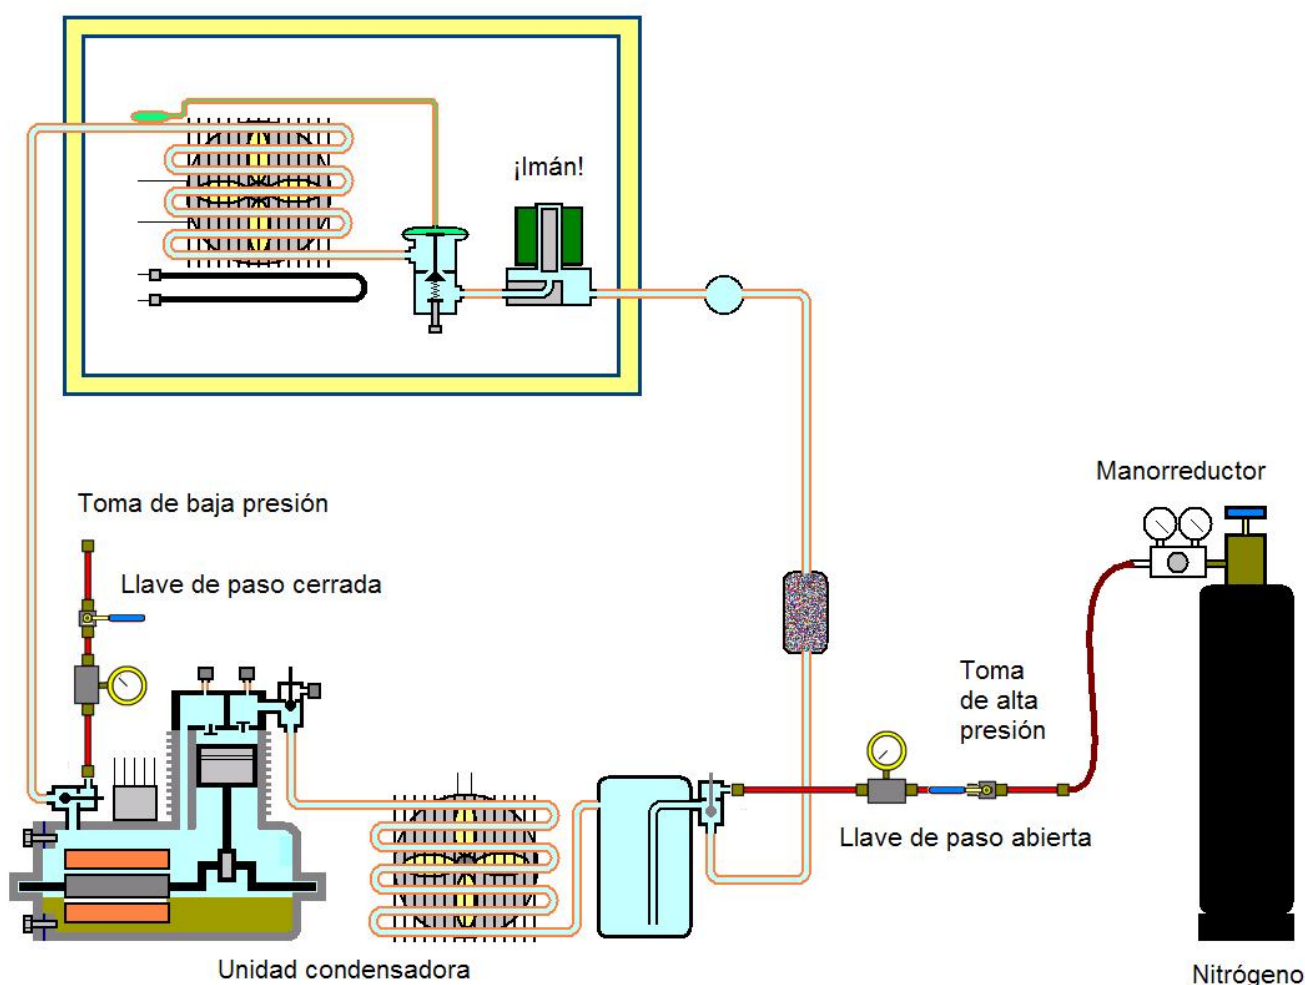 ¡Imán!
Manorreductor
Toma de baja presión
Llave de paso cerrada
Toma
de alta
presión
Llave de paso abierta
Unidad condensadora
Nitrógeno